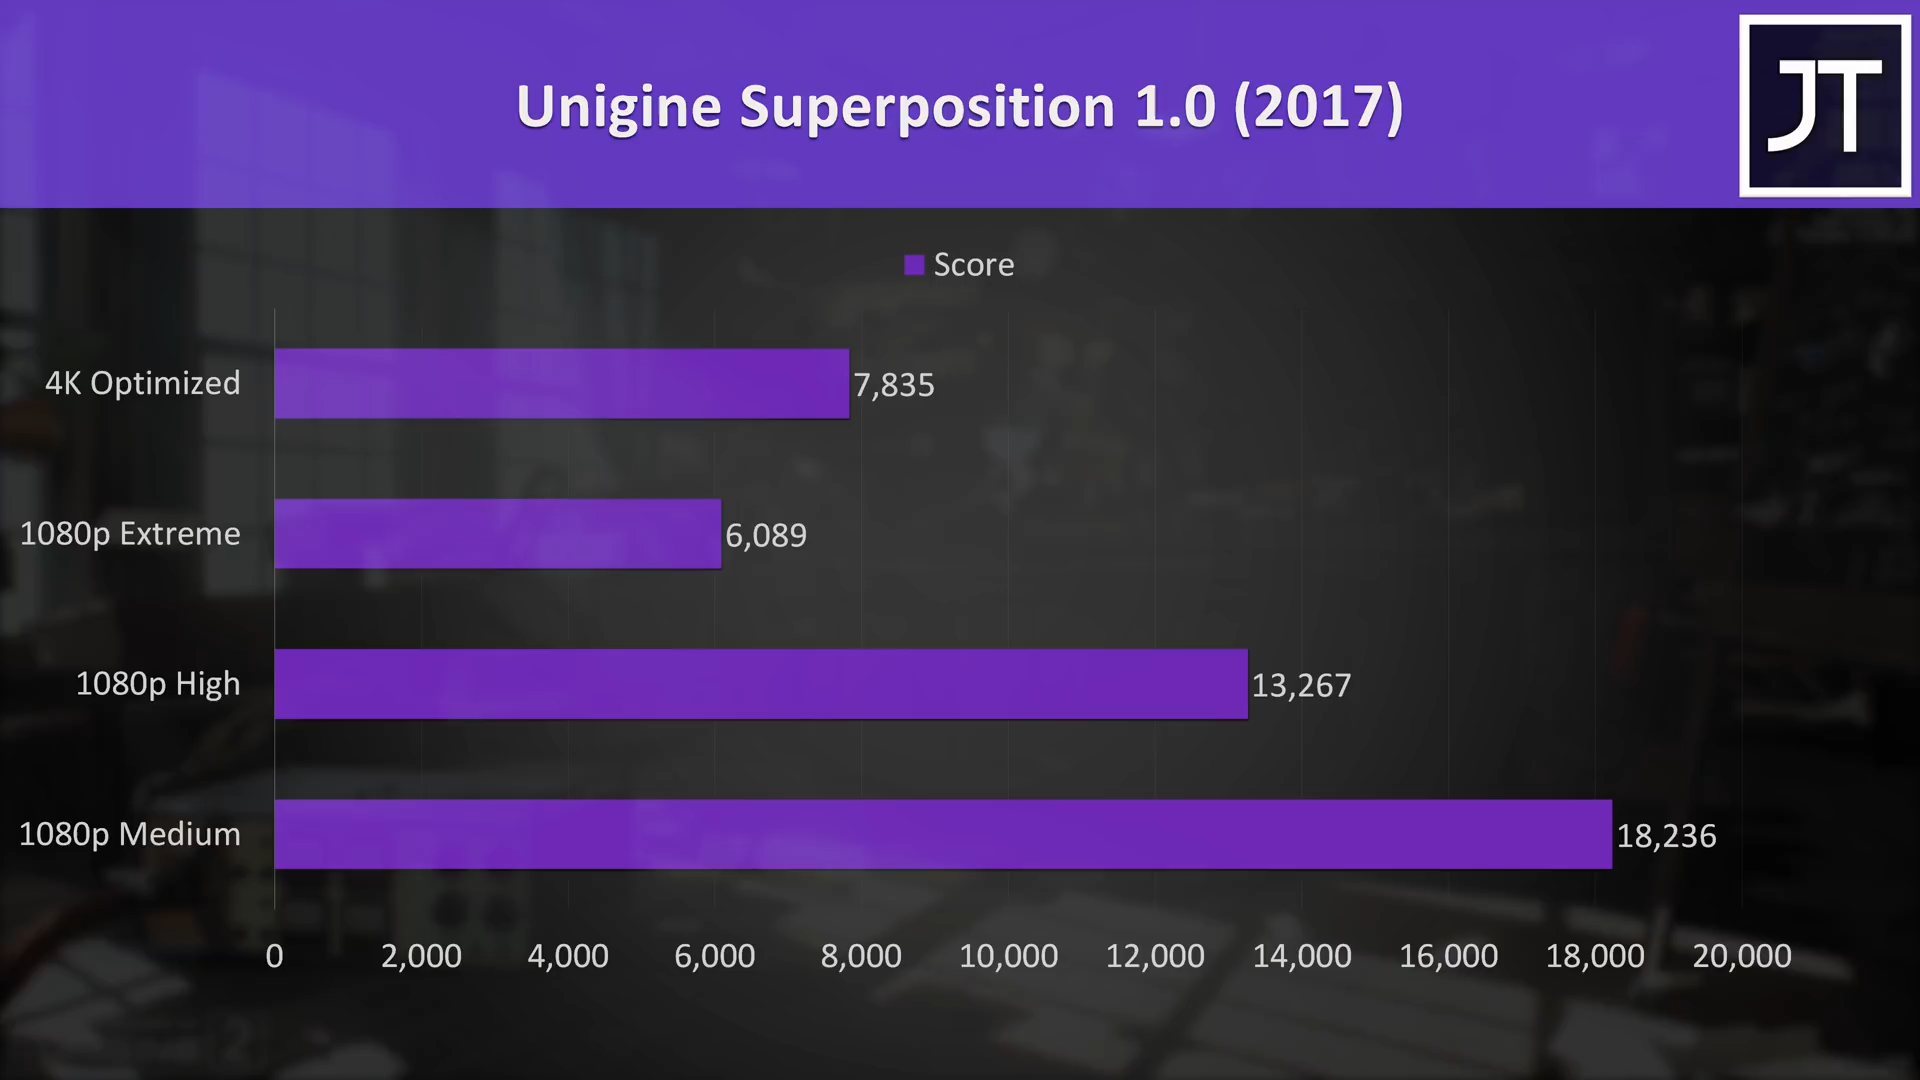 Unigine Superposition 1.0 (2017)
JT
Score
4K Optimized 7,835
1080p Extreme 6,089
1080p High 13,267
1080p Medium 18,236
0 2,000 4,000 6,000 8,000 10,000 12,000 14,000 16,000 18,000 20,000